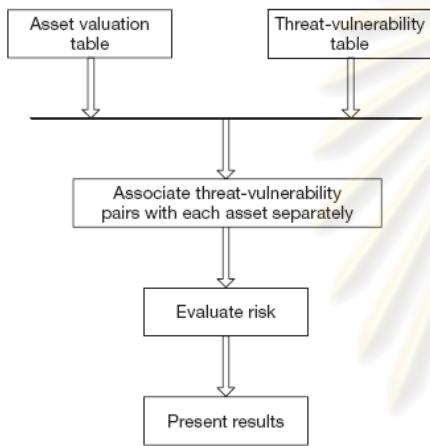 Asset valuation
table
Threat-vulnerability
table
Associate threat-vulnerability
pairs with each asset separately
Evaluate risk
Present results